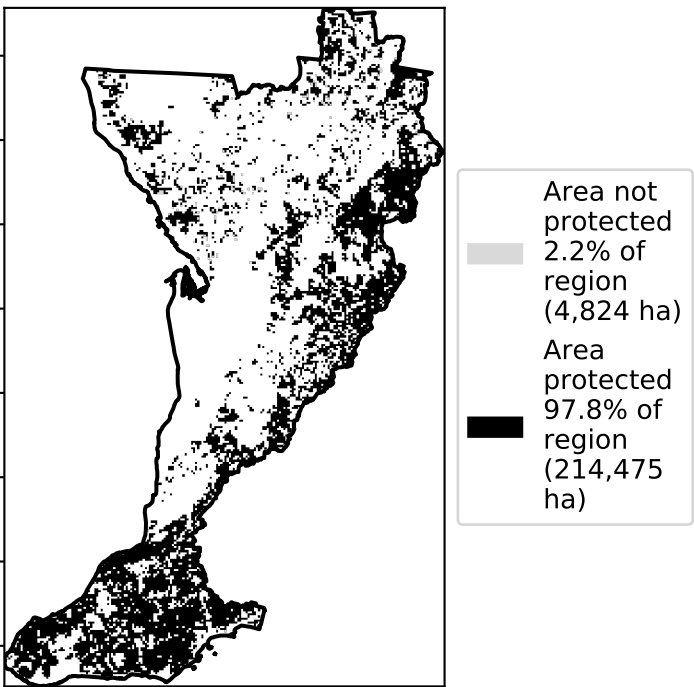 Area not
protected
2.2% of
region
(4,824 ha)
Area
protected
97.8% of
region
(214,475
ha)